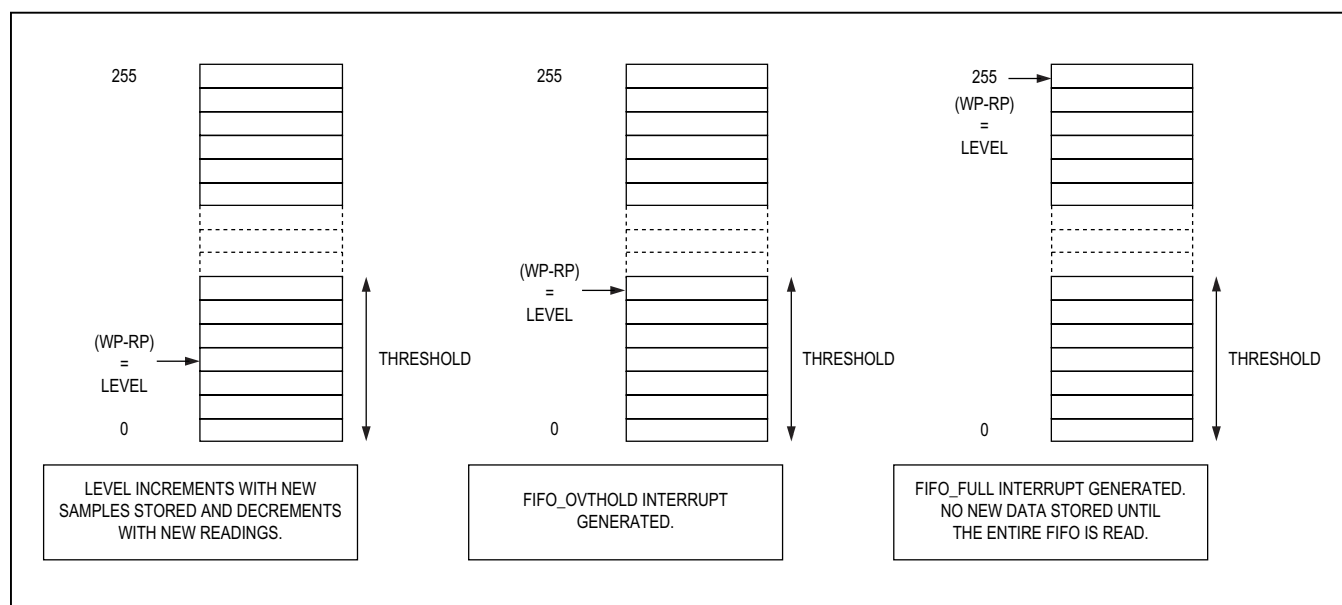 255
(WP-RP)
=
LEVEL
0
THRESHOLD
LEVEL INCREMENTS WITH NEW
SAMPLES STORED AND DECREMENTS
WITH NEW READINGS.
255
(WP-RP)
=
LEVEL
0
THRESHOLD
FIFO_OVTHOLD INTERRUPT
GENERATED.
255
(WP-RP)
=
LEVEL
0
THRESHOLD
FIFO_FULL INTERRUPT GENERATED.
NO NEW DATA STORED UNTIL
THE ENTIRE FIFO IS READ.